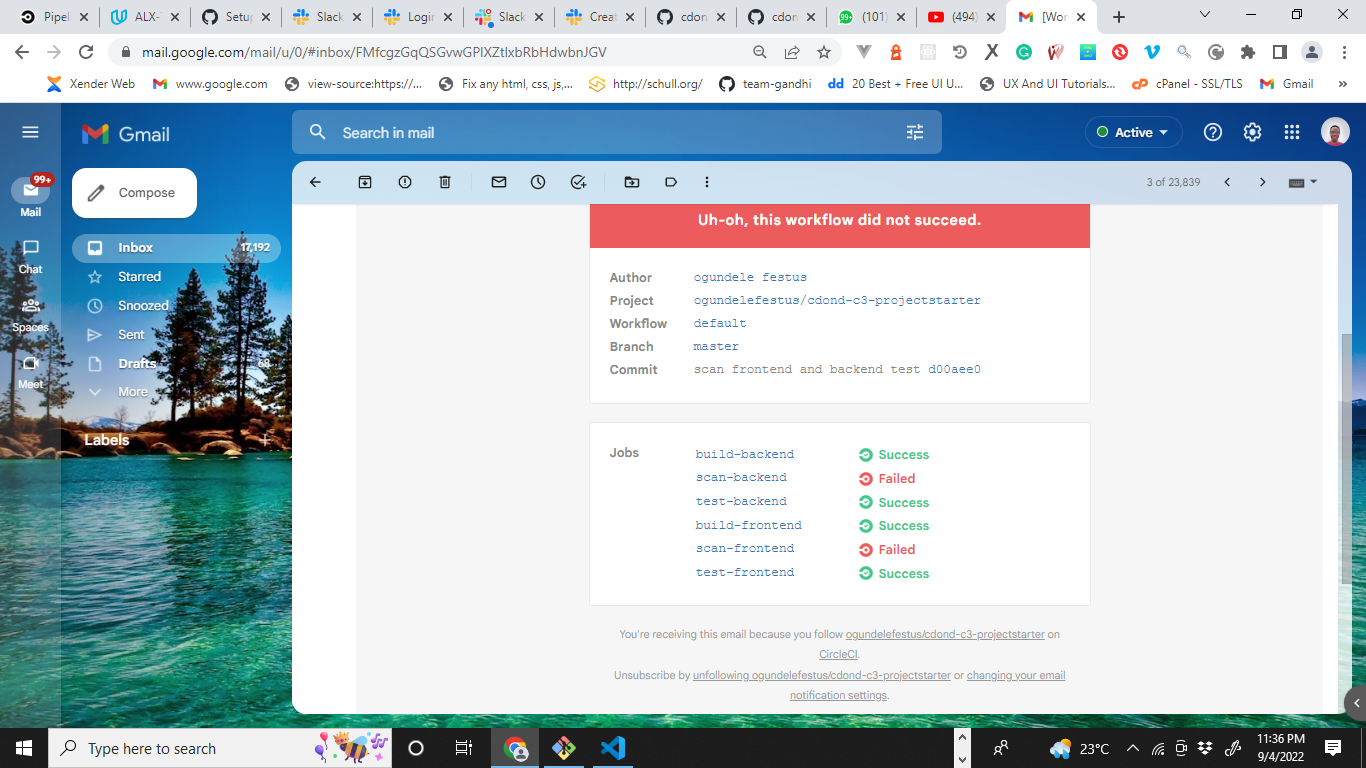 Pipel
ALX-
Setup
Slack
Login
Slack
Creat
cdon
cdon
99+
(101)
(494)
[Wor
mail.google.com/mail/u/0/#inbox/FMfcgzGqQSGvwGPlXZtlxbRbHdwbnJGV
Xender Web
www.google.com
view-source:https://...
Fix any html, css, js,...
http://schull.org/
team-gandhi
dd 20 Best + Free UI U...
UX And UI Tutorials...
cPanel - SSL/TLS
Gmail
»
Gmail
Search in mail
Active
99+
Mail
Compose
3 of 23,839
Chat
Spaces
Meet
Inbox 17,192
Starred
Snoozed
Sent
Drafts 68
More
Labels +
Uh-oh, this workflow did not succeed.
Author ogundele festus
Project ogundelefestus/cdond-c3-projectstarter
Workflow default
Branch master
Commit scan frontend and backend test d00aee0
Jobs build-backend Success
scan-backend Failed
test-backend Success
build-frontend Success
scan-frontend Failed
test-frontend Success
You're receiving this email because you follow ogundelefestus/cdond-c3-projectstarter on
CircleCI.
Unsubscribe by unfollowing ogundelefestus/cdond-c3-projectstarter or changing your email
notification settings.
Type here to search
23°C
11:36 PM
9/4/2022